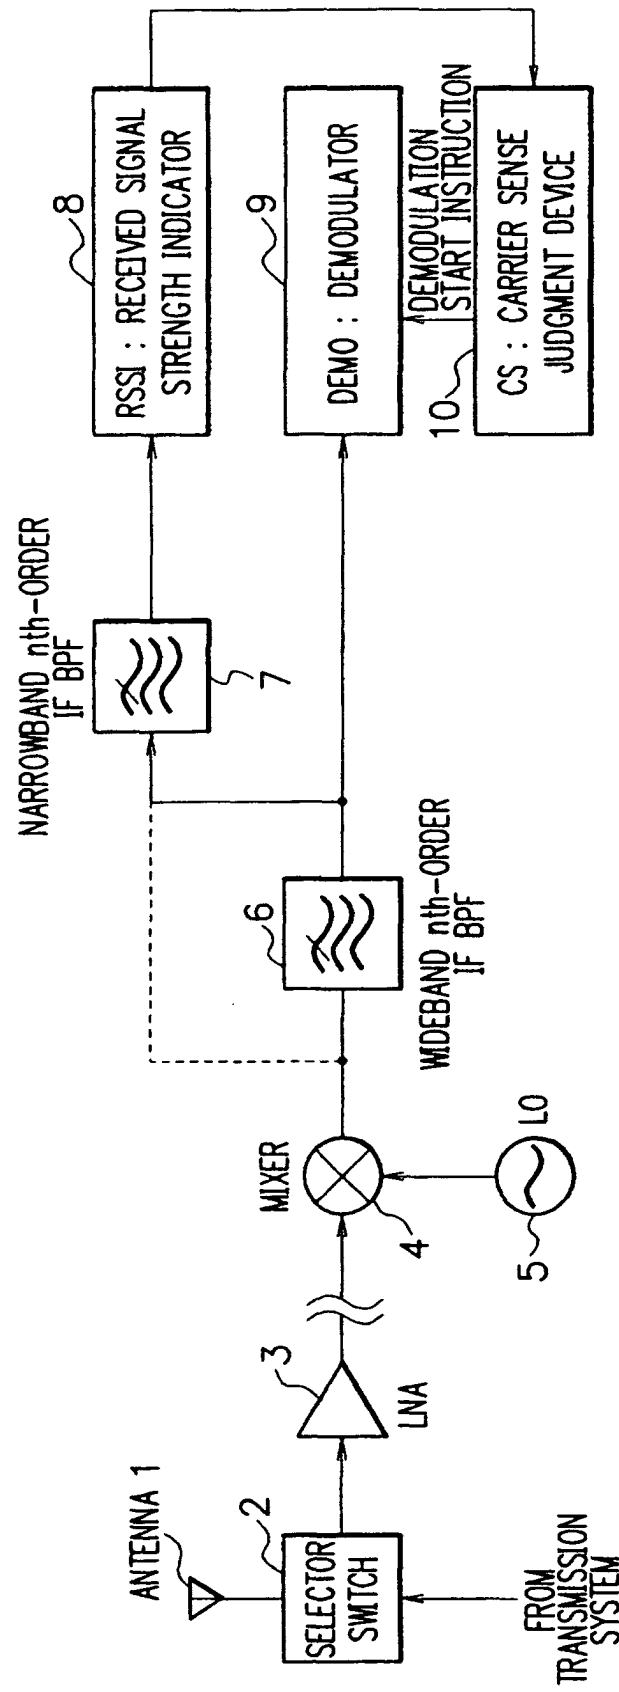 ANTENNA 1
2
SELECTOR
SWITCH
FROM
TRANSMISSION
SYSTEM
3
LNA
MIXER
4
5
LO
6
WIDEBAND nth-ORDER
IF BPF
NARROWBAND nth-ORDER
IF BPF
7
8
RSSI : RECEIVED SIGNAL
STRENGTH INDICATOR
9
DEMO : DEMODULATOR
DEMODULATION
START INSTRUCTION
10
CS : CARRIER SENSE
JUDGMENT DEVICE